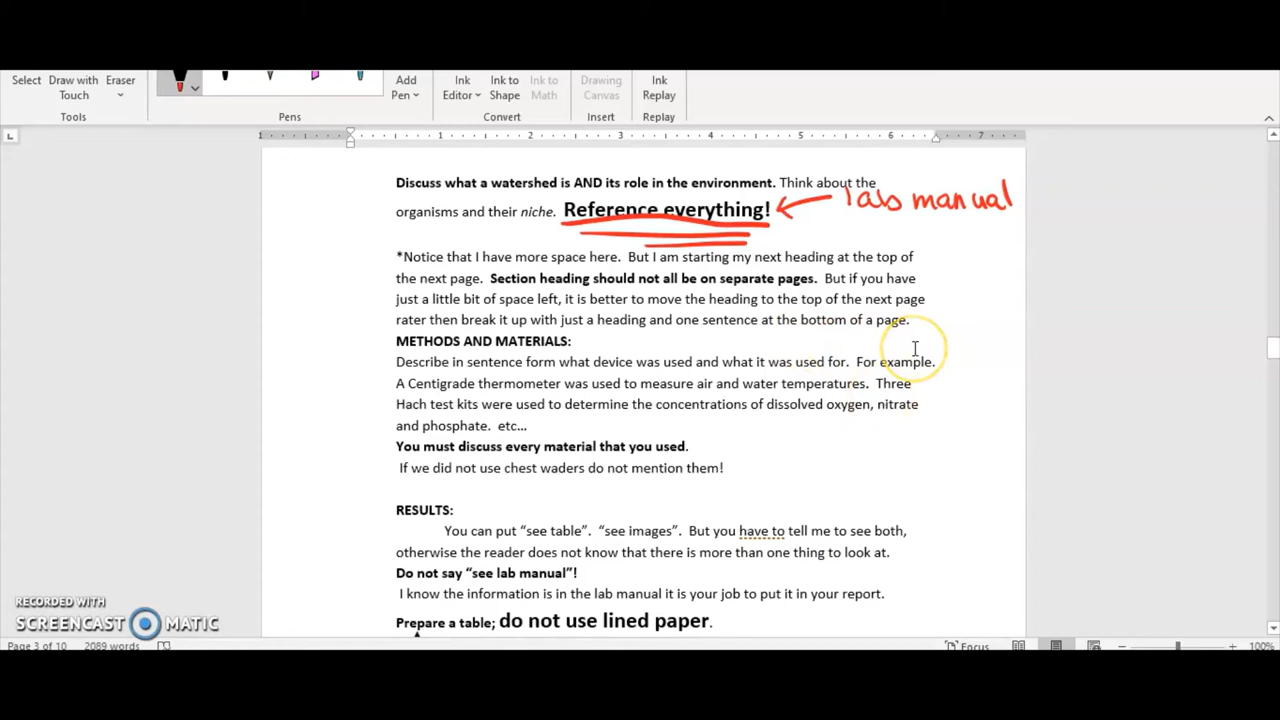 Select
Draw with Touch
Eraser
Tools
Pens
Add Pen
Ink Editor
Ink to Shape
Ink to Math
Convert
Drawing Canvas
Insert
Ink Replay
Replay
1 1 2 3 4 5 6 7
Discuss what a watershed is AND its role in the environment. Think about the
organisms and their niche. Reference everything!
lab manual
*Notice that I have more space here. But I am starting my next heading at the top of
the next page. Section heading should not all be on separate pages. But if you have
just a little bit of space left, it is better to move the heading to the top of the next page
rater then break it up with just a heading and one sentence at the bottom of a page.
METHODS AND MATERIALS:
Describe in sentence form what device was used and what it was used for. For example.
A Centigrade thermometer was used to measure air and water temperatures. Three
Hach test kits were used to determine the concentrations of dissolved oxygen, nitrate
and phosphate. etc...
You must discuss every material that you used.
If we did not use chest waders do not mention them!
RESULTS:
You can put “see table”. “see images”. But you have to tell me to see both,
otherwise the reader does not know that there is more than one thing to look at.
Do not say “see lab manual”!
I know the information is in the lab manual it is your job to put it in your report.
Prepare a table; do not use lined paper.
RECORDED WITH
SCREENCAST MATIC
Page 3 of 10 2089 words
Focus
100%